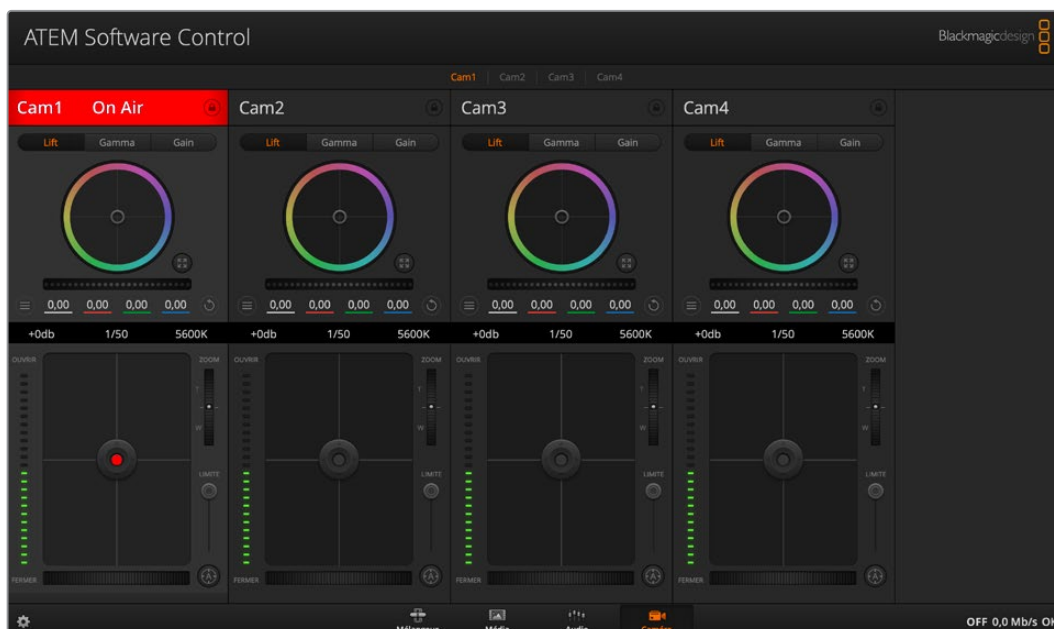 ATEM Software Control
Blackmagicdesign
Cam1 Cam2 Cam3 Cam4
Cam1 On Air Cam2 Cam3 Cam4
Lift Gamma Gain Lift Gamma Gain Lift Gamma Gain Lift Gamma Gain
0,00 0,00 0,00 0,00 0,00 0,00 0,00 0,00 0,00 0,00 0,00 0,00 0,00 0,00 0,00 0,00
+0db 1/50 5600K +0db 1/50 5600K +0db 1/50 5600K +0db 1/50 5600K
OUVRIR ZOOM OUVRIR ZOOM OUVRIR ZOOM OUVRIR ZOOM
T T T T
W W W W
LIMITE LIMITE LIMITE LIMITE
FERMER A FERMER A FERMER A FERMER A
Mélangeur Média Audio Caméra
OFF 0,0 Mb/s